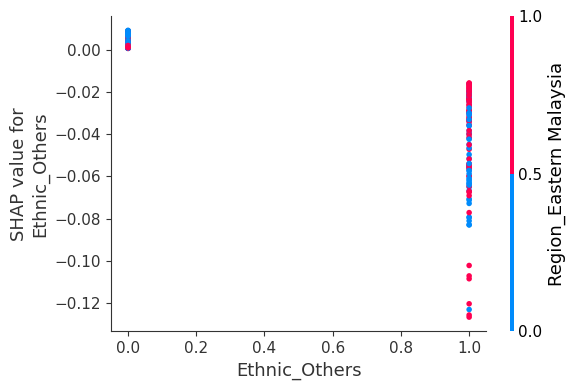 0.00
−0.02
−0.04
−0.06
−0.08
−0.10
−0.12
SHAP value for
Ethnic_Others
0.0 0.2 0.4 0.6 0.8 1.0
Ethnic_Others
1.0
0.5
0.0
Region_Eastern Malaysia